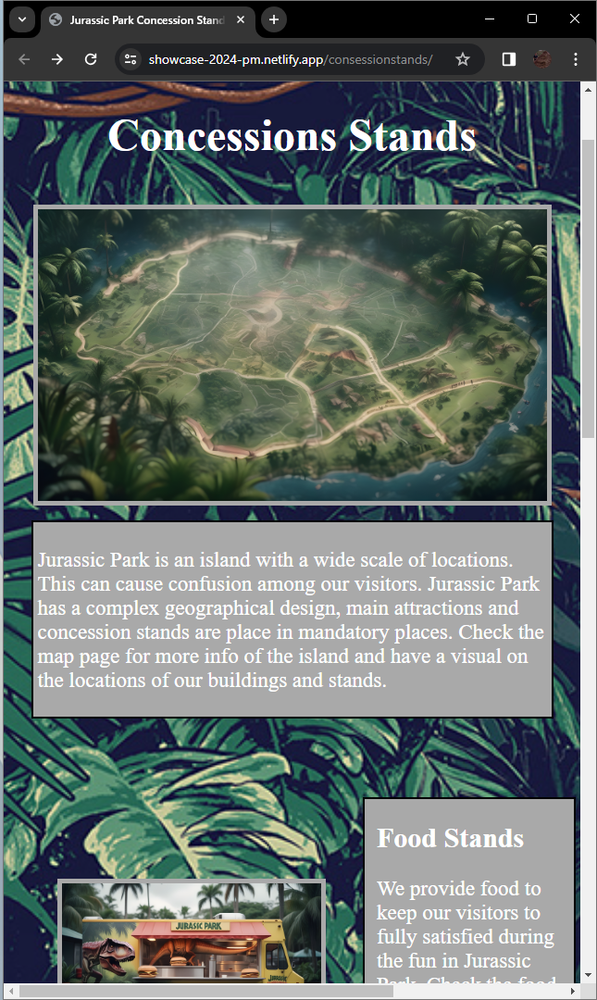 Jurassic Park Concession Stand
showcase-2024-pm.netlify.app/consessionstands/
Concessions Stands
Jurassic Park is an island with a wide scale of locations.
This can cause confusion among our visitors. Jurassic Park
has a complex geographical design, main attractions and
concession stands are place in mandatory places. Check the
map page for more info of the island and have a visual on
the locations of our buildings and stands.
Food Stands
We provide food to
keep our visitors to
fully satisfied during
the fun in Jurassic
Park. Check the food
JURASSIC PARK
JURASSIC